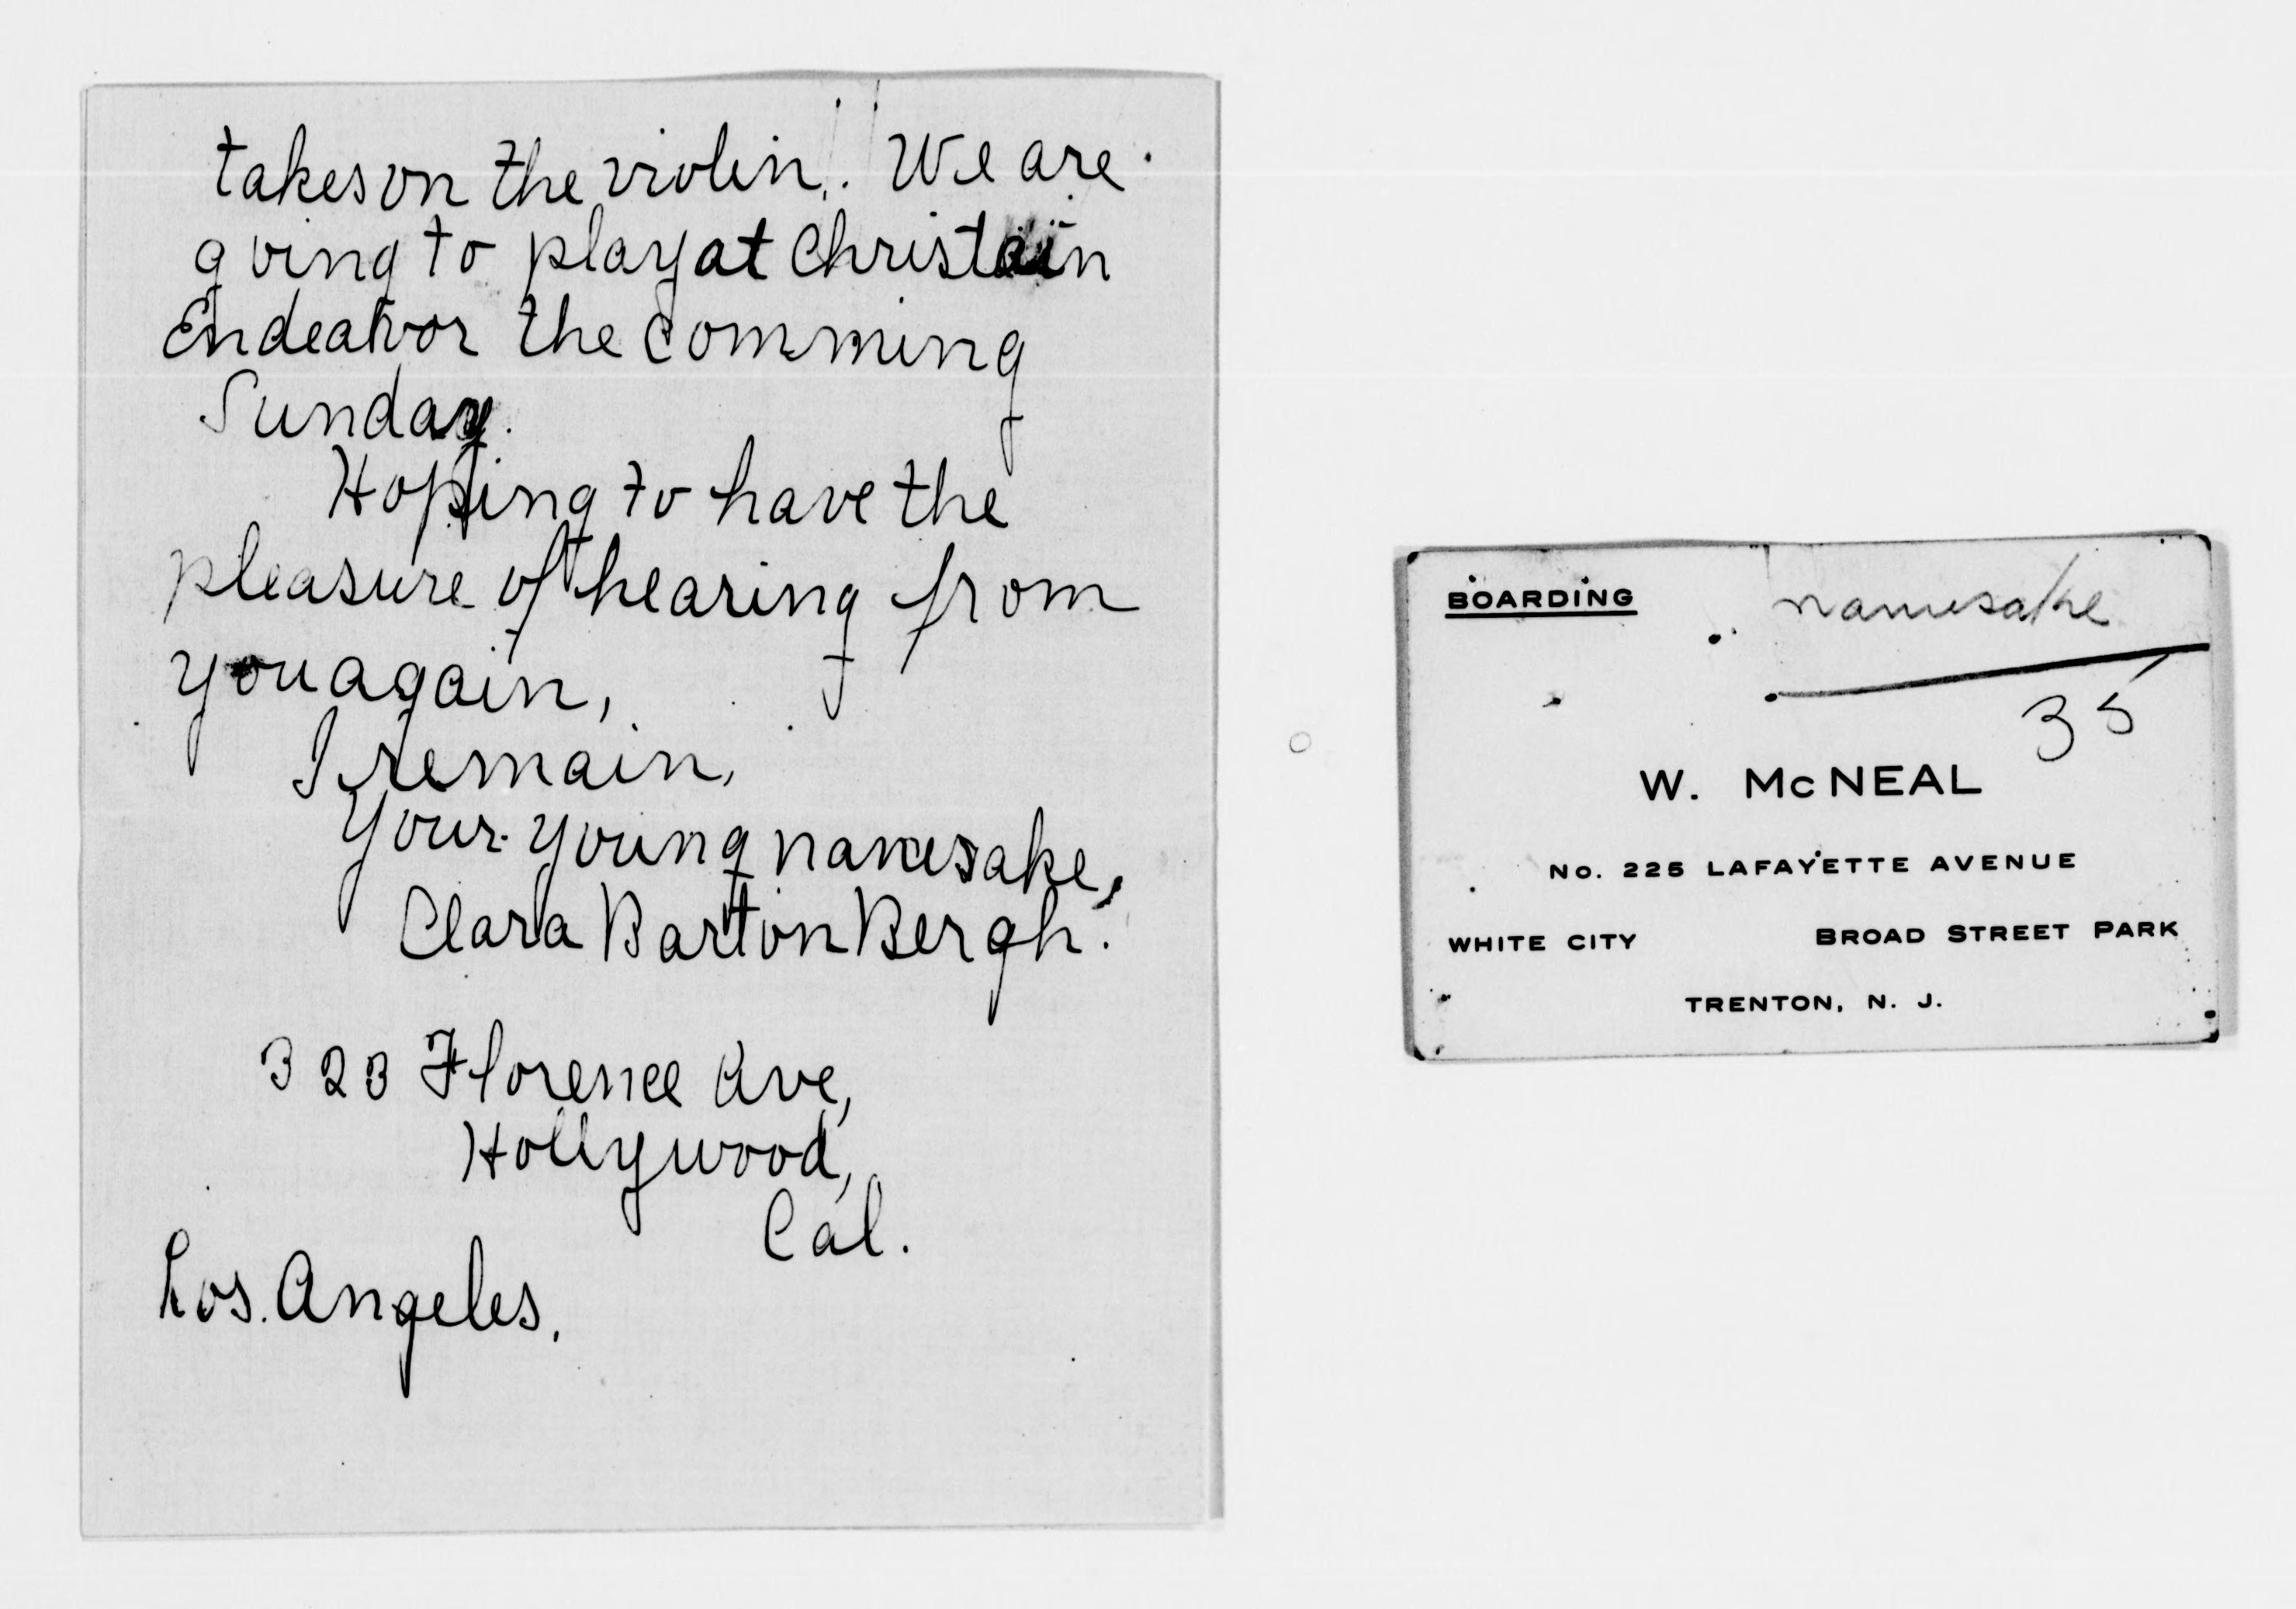 takes on the violin. We are
going to play at Christain
Endeavor the comming
Sunday.
Hoping to have the
pleasure of hearing from
you again,
I remain,
Your young namesake,
Clara Barton Bergh.
323 Florence Ave,
Hollywood,
Cal.
Los Angeles.
BOARDING
namesake
35
W. McNEAL
No. 225 LAFAYETTE AVENUE
WHITE CITY BROAD STREET PARK
TRENTON, N. J.